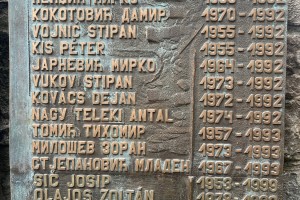 КОКОТОВИЋ ДАМИР 1970-1992
VOJNIC STIPAN 1955-1992
KIS PÉTER 1955-1992
ЈАРНЕВИЋ МИРКО 1964-1992
VUKOV STIPAN 1973-1992
KOVÁCS DEJAN 1972-1992
NAGY TELEKI ANTAL 1974-1992
ТОМИЋ ТИХОМИР 1957-1993
МИЛОШЕВ ЗОРАН 1973-1993
СТЈЕПАНОВИЋ МЛАДЕН 1967-1993
SIČ JOSIP 1958-1999
OLAJOS ZOLTÁN